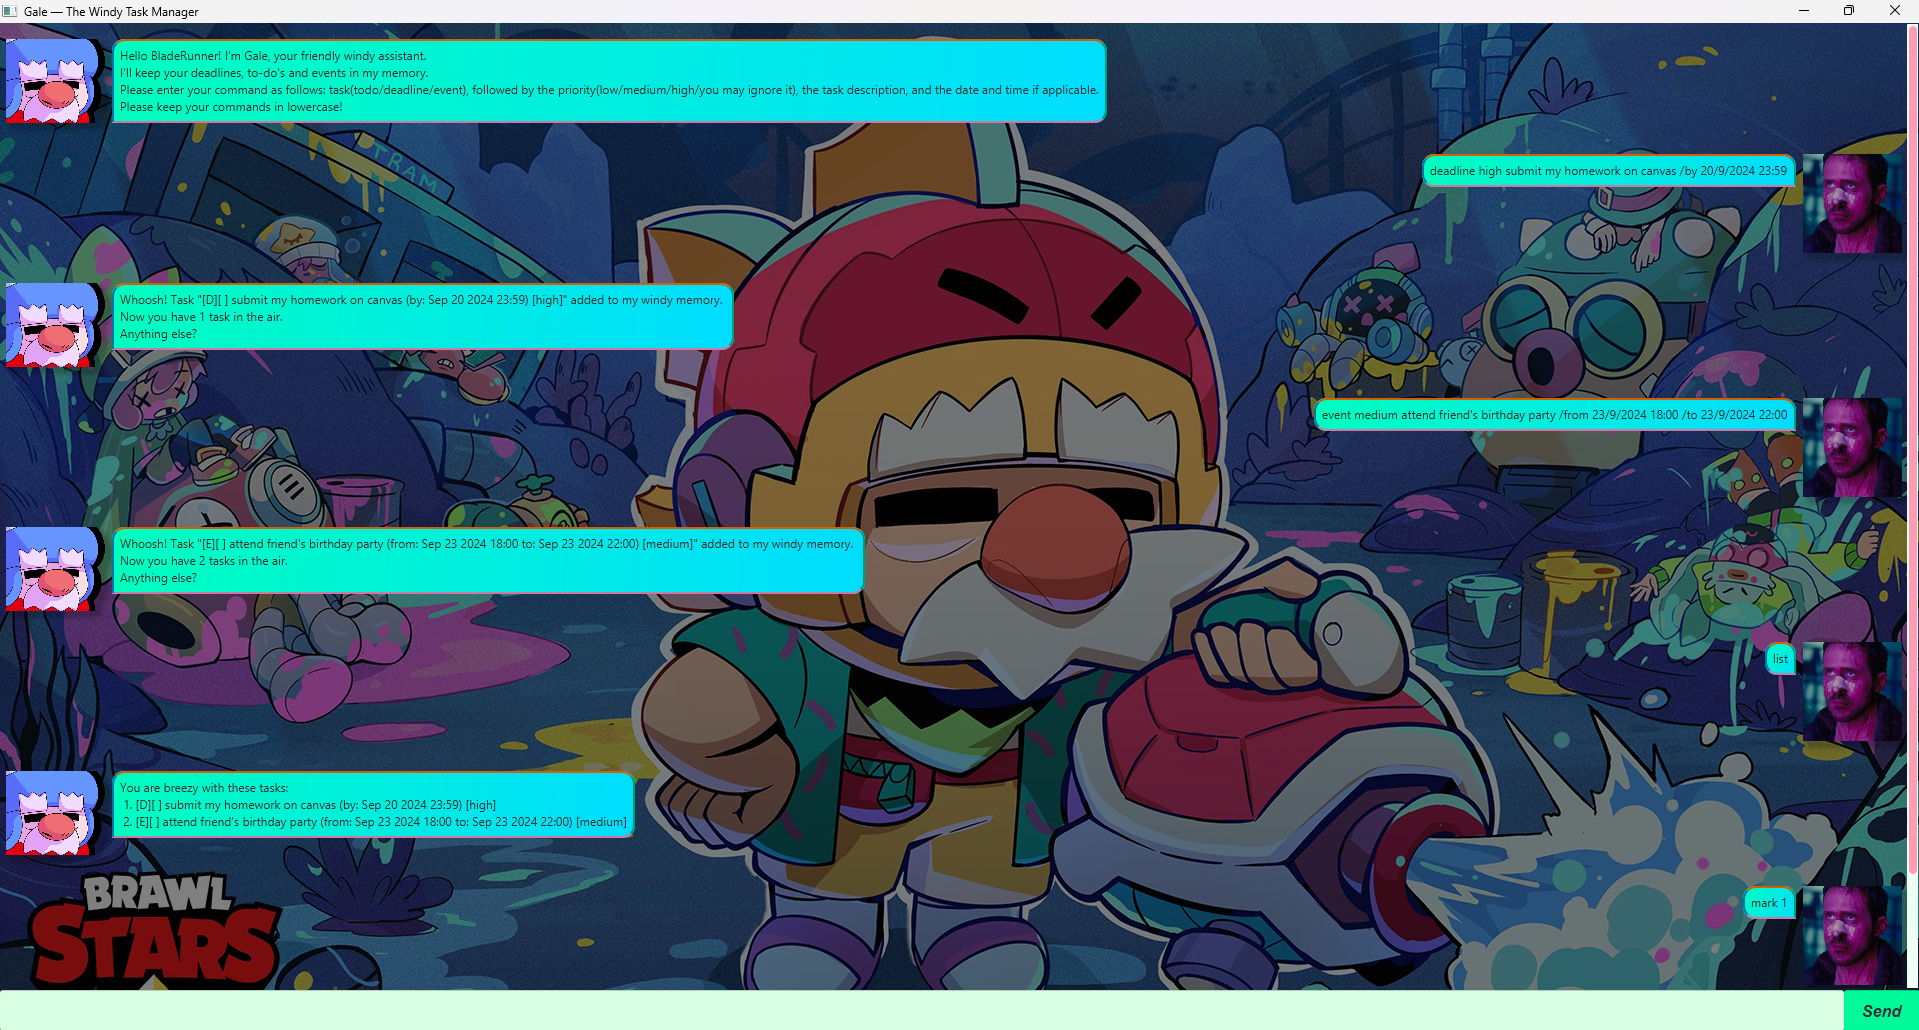 Gale — The Windy Task Manager
Hello BladeRunner! I'm Gale, your friendly windy assistant.
I'll keep your deadlines, to-do's and events in my memory.
Please enter your command as follows: task(todo/deadline/event), followed by the priority(low/medium/high/you may ignore it), the task description, and the date and time if applicable.
Please keep your commands in lowercase!
TRAM
deadline high submit my homework on canvas /by 20/9/2024 23:59
Whoosh! Task "[D][ ] submit my homework on canvas (by: Sep 20 2024 23:59) [high]" added to my windy memory.
Now you have 1 task in the air.
Anything else?
event medium attend friend's birthday party /from 23/9/2024 18:00 /to 23/9/2024 22:00
Whoosh! Task "[E][ ] attend friend's birthday party (from: Sep 23 2024 18:00 to: Sep 23 2024 22:00) [medium]" added to my windy memory.
Now you have 2 tasks in the air.
Anything else?
list
You are breezy with these tasks:
1. [D][ ] submit my homework on canvas (by: Sep 20 2024 23:59) [high]
2. [E][ ] attend friend's birthday party (from: Sep 23 2024 18:00 to: Sep 23 2024 22:00) [medium]
mark 1
BRAWL
STARS
Send